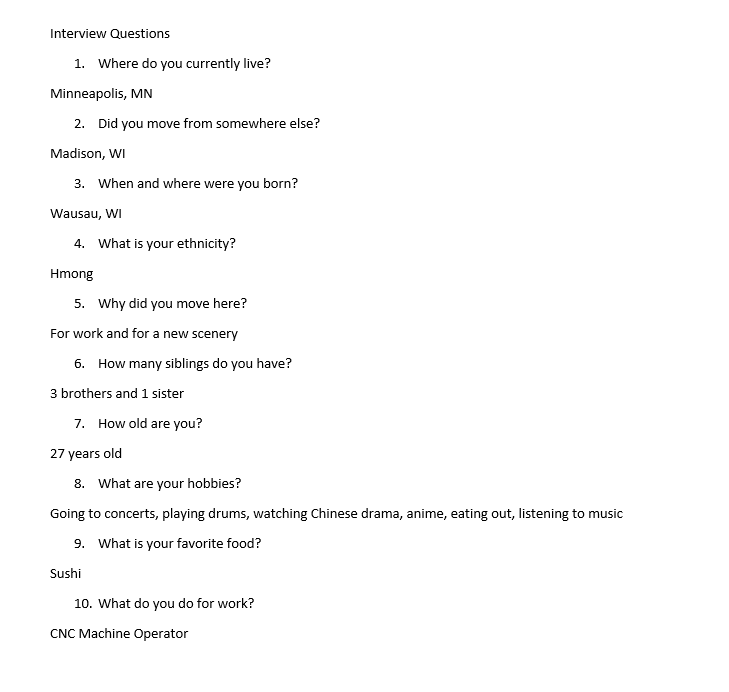 Interview Questions
1. Where do you currently live?
Minneapolis, MN
2. Did you move from somewhere else?
Madison, WI
3. When and where were you born?
Wausau, WI
4. What is your ethnicity?
Hmong
5. Why did you move here?
For work and for a new scenery
6. How many siblings do you have?
3 brothers and 1 sister
7. How old are you?
27 years old
8. What are your hobbies?
Going to concerts, playing drums, watching Chinese drama, anime, eating out, listening to music
9. What is your favorite food?
Sushi
10. What do you do for work?
CNC Machine Operator